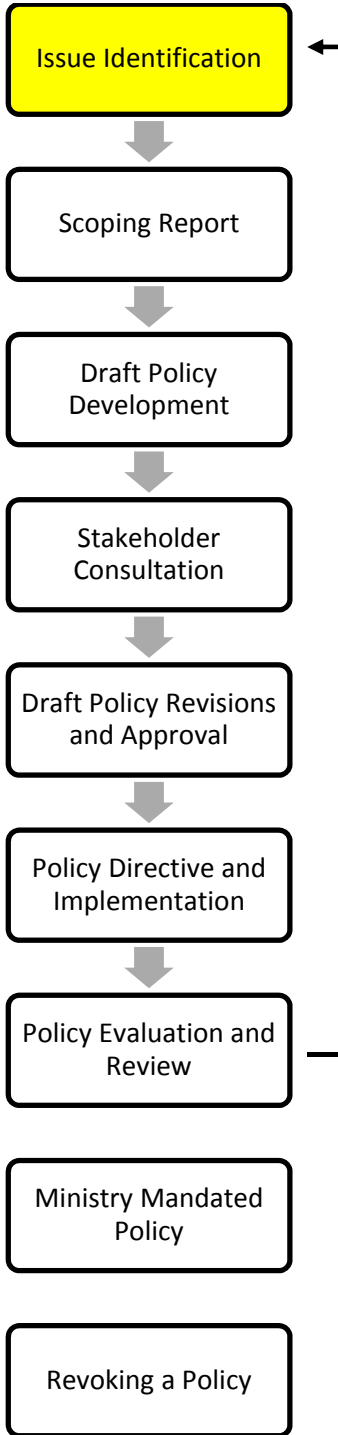 Issue Identification
Scoping Report
Draft Policy
Development
Stakeholder
Consultation
Draft Policy Revisions
and Approval
Policy Directive and
Implementation
Policy Evaluation and
Review
Ministry Mandated
Policy
Revoking a Policy